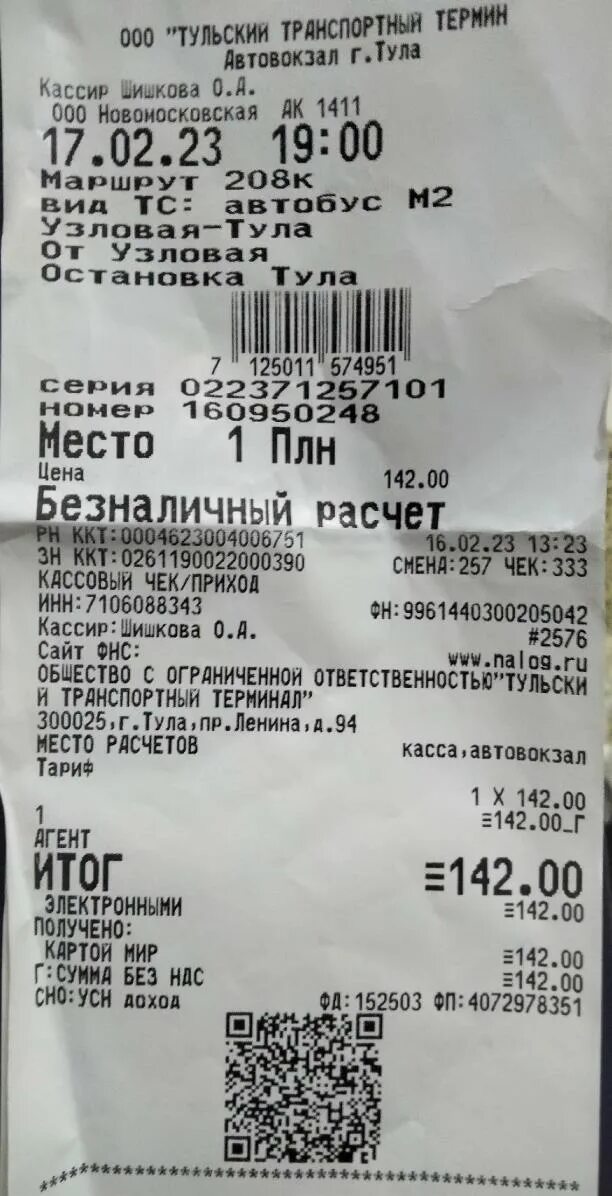 ООО "ТУЛЬСКИЙ ТРАНСПОРТНЫЙ ТЕРМИН
Автовокзал г.Тула
Кассир Шишкова О.А.
ООО Новомосковская АК 1411
17.02.23 19:00
Маршрут 208к
вид ТС: автобус М2
Узловая-Тула
От Узловая
Остановка Тула
7 125011 574951
серия 022371257101
номер 160950248
Место 1 Плн
Цена 142.00
Безналичный расчет
РН ККТ:0004623004006751 16.02.23 13:23
ЗН ККТ:0261190022000390 СМЕНА:257 ЧЕК:333
КАССОВЫЙ ЧЕК/ПРИХОД
ИНН:7106088343 ФН:9961440300205042
Кассир:Шишкова О.А. #2576
Сайт ФНС: www.nalog.ru
ОБЩЕСТВО С ОГРАНИЧЕННОЙ ОТВЕТСТВЕННОСТЬЮ"ТУЛЬСКИ
Й ТРАНСПОРТНЫЙ ТЕРМИНАЛ"
300025,г.Тула,пр.Ленина,д.94
МЕСТО РАСЧЕТОВ касса,автовокзал
Тариф
1 X 142.00
1 ≡142.00_Г
АГЕНТ
ИТОГ ≡142.00
ЭЛЕКТРОННЫМИ ≡142.00
ПОЛУЧЕНО:
КАРТОЙ МИР ≡142.00
Г:СУММА БЕЗ НДС ≡142.00
СНО:УСН доход ФД:152503 ФП:4072978351